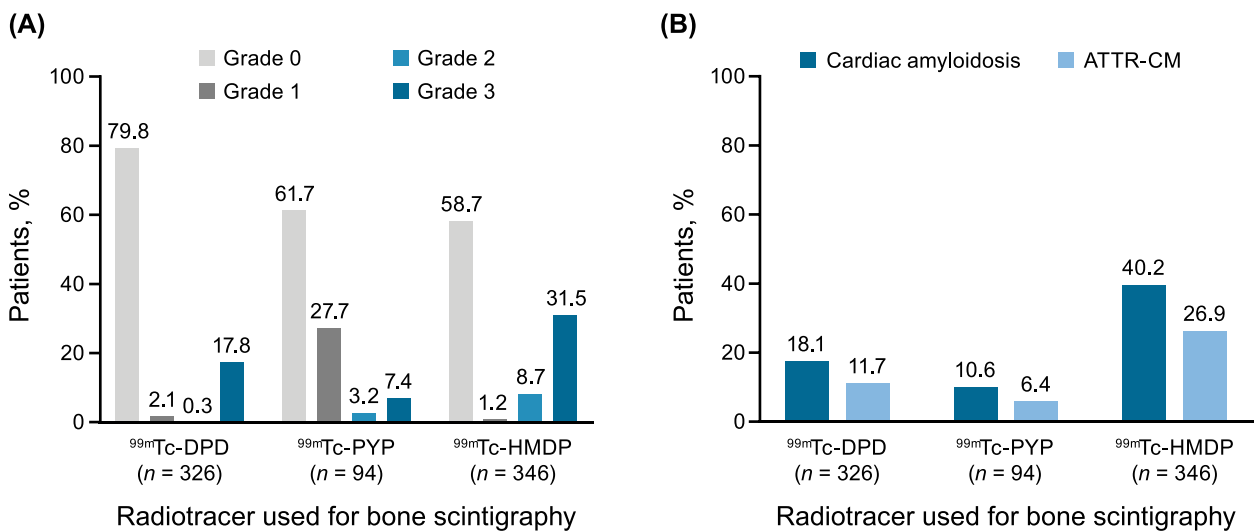 (A)
Grade 0
Grade 2
Grade 1
Grade 3
Patients, %
100
80
60
40
20
0
79.8
2.1
0.3
17.8
61.7
27.7
3.2
7.4
58.7
1.2
8.7
31.5
⁹⁹ᵐTc-DPD
(n = 326)
⁹⁹ᵐTc-PYP
(n = 94)
⁹⁹ᵐTc-HMDP
(n = 346)
Radiotracer used for bone scintigraphy
(B)
Cardiac amyloidosis
ATTR-CM
Patients, %
100
80
60
40
20
0
18.1
11.7
10.6
6.4
40.2
26.9
⁹⁹ᵐTc-DPD
(n = 326)
⁹⁹ᵐTc-PYP
(n = 94)
⁹⁹ᵐTc-HMDP
(n = 346)
Radiotracer used for bone scintigraphy